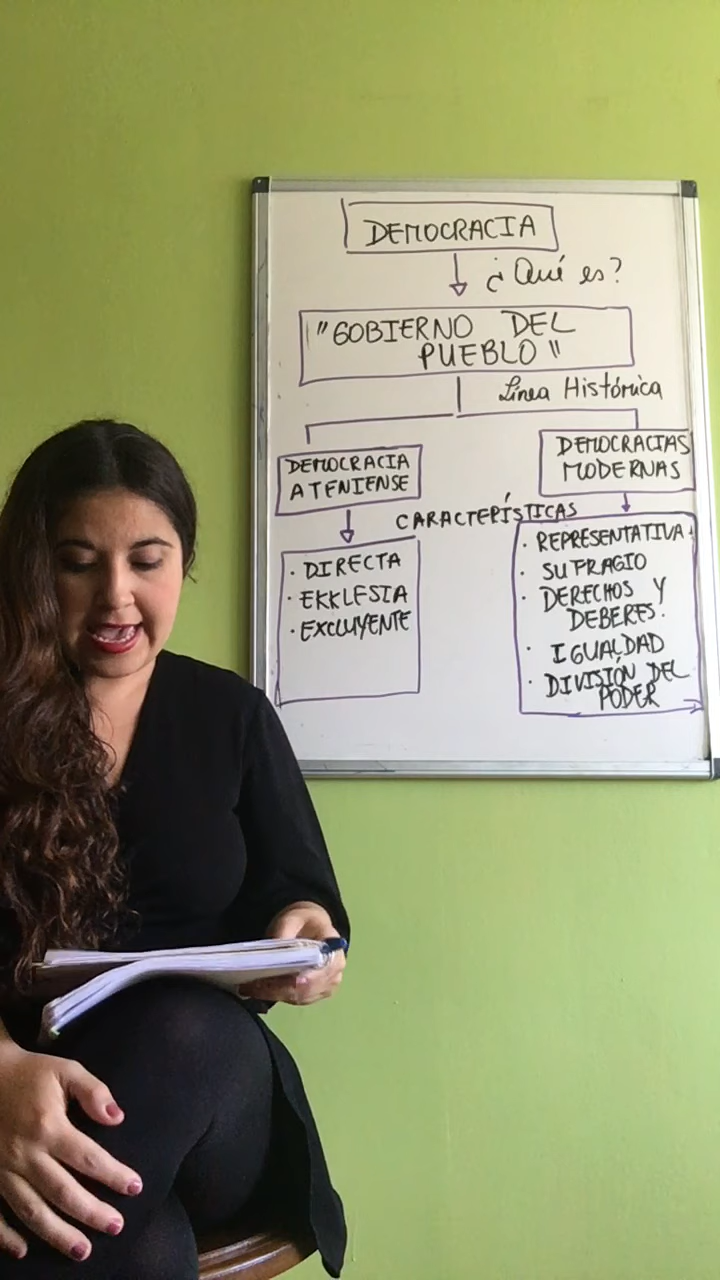 DEMOCRACIA
¿Qué es?
"GOBIERNO DEL
PUEBLO"
Línea Histórica
DEMOCRACIA
ATENIENSE
DEMOCRACIAS
MODERNAS
CARACTERÍSTICAS
· DIRECTA
· EKKLESIA
· EXCLUYENTE
· REPRESENTATIVA.
· SUFRAGIO
· DERECHOS Y
DEBERES.
· IGUALDAD
· DIVISIÓN DEL
PODER